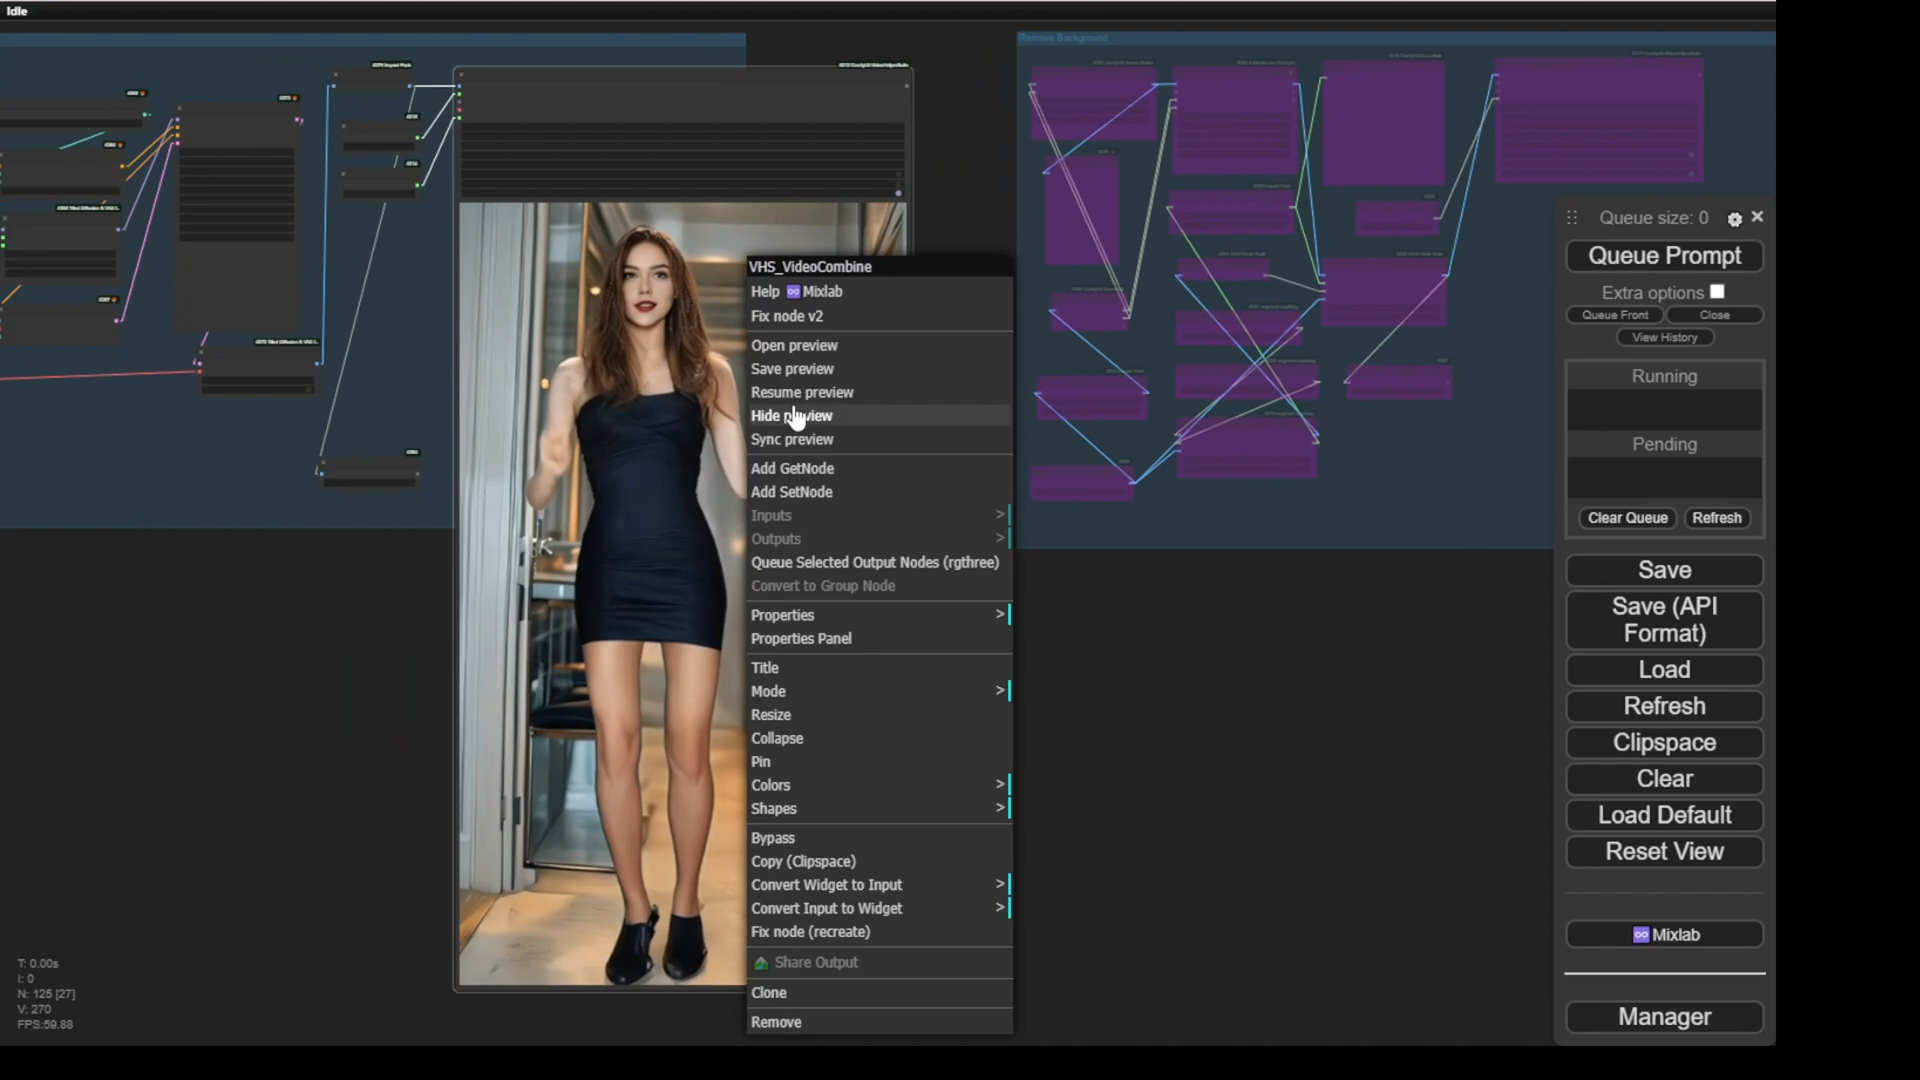 Idle
Remove Background
VHS_VideoCombine
Help ♾️ Mixlab
Fix node v2
Open preview
Save preview
Resume preview
Hide preview
Sync preview
Add GetNode
Add SetNode
Inputs >
Outputs >
Queue Selected Output Nodes (rgthree)
Convert to Group Node
Properties >
Properties Panel
Title
Mode >
Resize
Collapse
Pin
Colors >
Shapes >
Bypass
Copy (Clipspace)
Convert Widget to Input >
Convert Input to Widget >
Fix node (recreate)
Share Output
Clone
Remove
Queue size: 0
Queue Prompt
Extra options
Queue Front
Close
View History
Running
Pending
Clear Queue
Refresh
Save
Save (API
Format)
Load
Refresh
Clipspace
Clear
Load Default
Reset View
♾️ Mixlab
Manager
T: 0.00s
I: 0
N: 125 [27]
V: 270
FPS:59.88